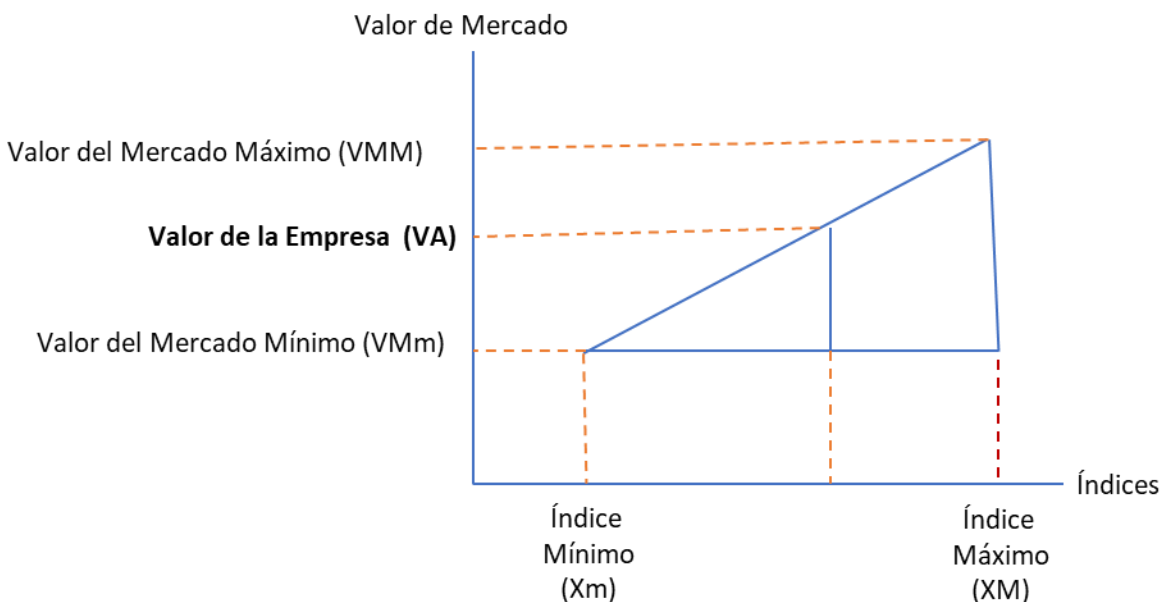 Valor de Mercado
Valor del Mercado Máximo (VMM)
Valor de la Empresa (VA)
Valor del Mercado Mínimo (VMm)
Índices
Índice
Mínimo
(Xm)
Índice
Máximo
(XM)